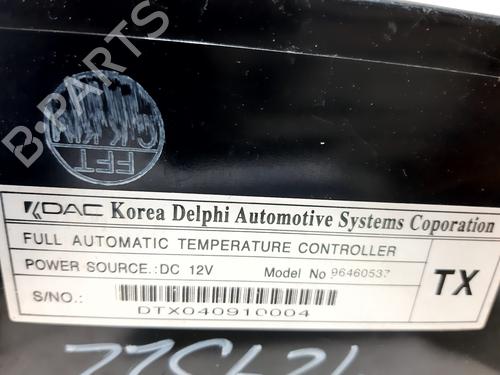 B-PARTS
FFT
KDAC Korea Delphi Automotive Systems Coporation
FULL AUTOMATIC TEMPERATURE CONTROLLER
POWER SOURCE.:DC 12V Model No 96460537
TX
S/NO.:
DTX040910004